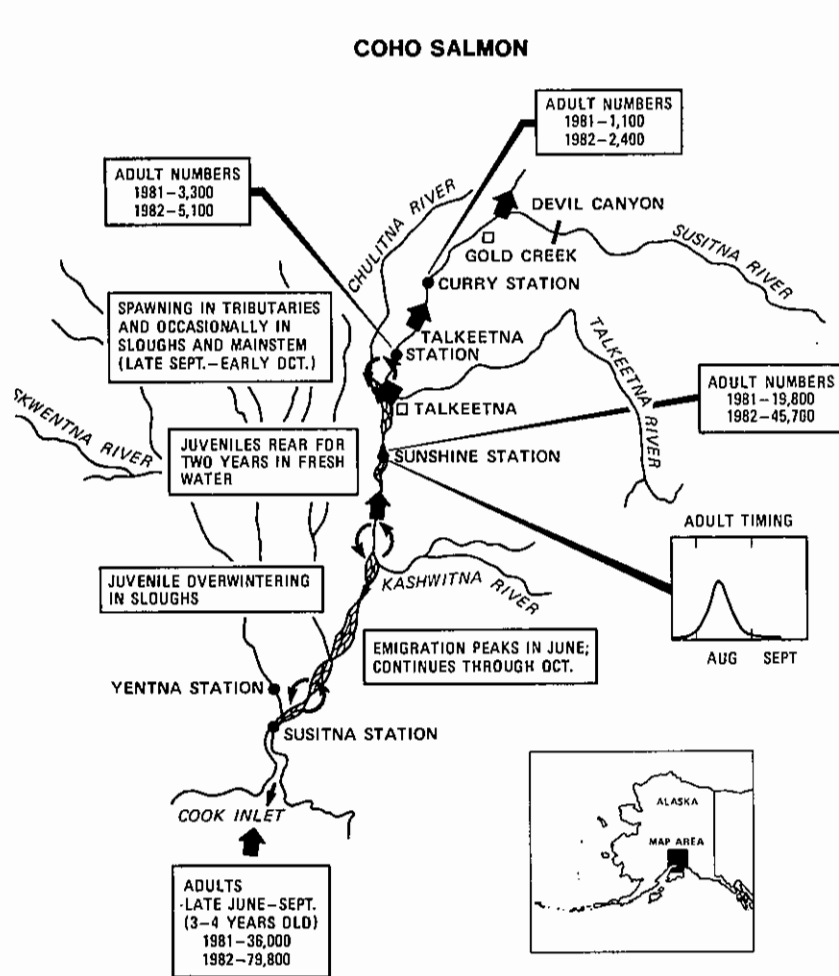 COHO SALMON
ADULT NUMBERS
1981–1,100
1982–2,400
ADULT NUMBERS
1981–3,300
1982–5,100
CHULITNA RIVER
DEVIL CANYON
SUSITNA RIVER
GOLD CREEK
CURRY STATION
SPAWNING IN TRIBUTARIES
AND OCCASIONALLY IN
SLOUGHS AND MAINSTEM
(LATE SEPT.–EARLY OCT.)
TALKEETNA
STATION
TALKEETNA RIVER
ADULT NUMBERS
1981–19,800
1982–45,700
TALKEETNA
SKWENTNA RIVER
JUVENILES REAR FOR
TWO YEARS IN FRESH
WATER
SUNSHINE STATION
ADULT TIMING
AUG SEPT
JUVENILE OVERWINTERING
IN SLOUGHS
KASHWITNA RIVER
EMIGRATION PEAKS IN JUNE;
CONTINUES THROUGH OCT.
YENTNA STATION
SUSITNA STATION
COOK INLET
ALASKA
MAP AREA
ADULTS
LATE JUNE–SEPT.
(3–4 YEARS OLD)
1981–36,000
1982–79,800